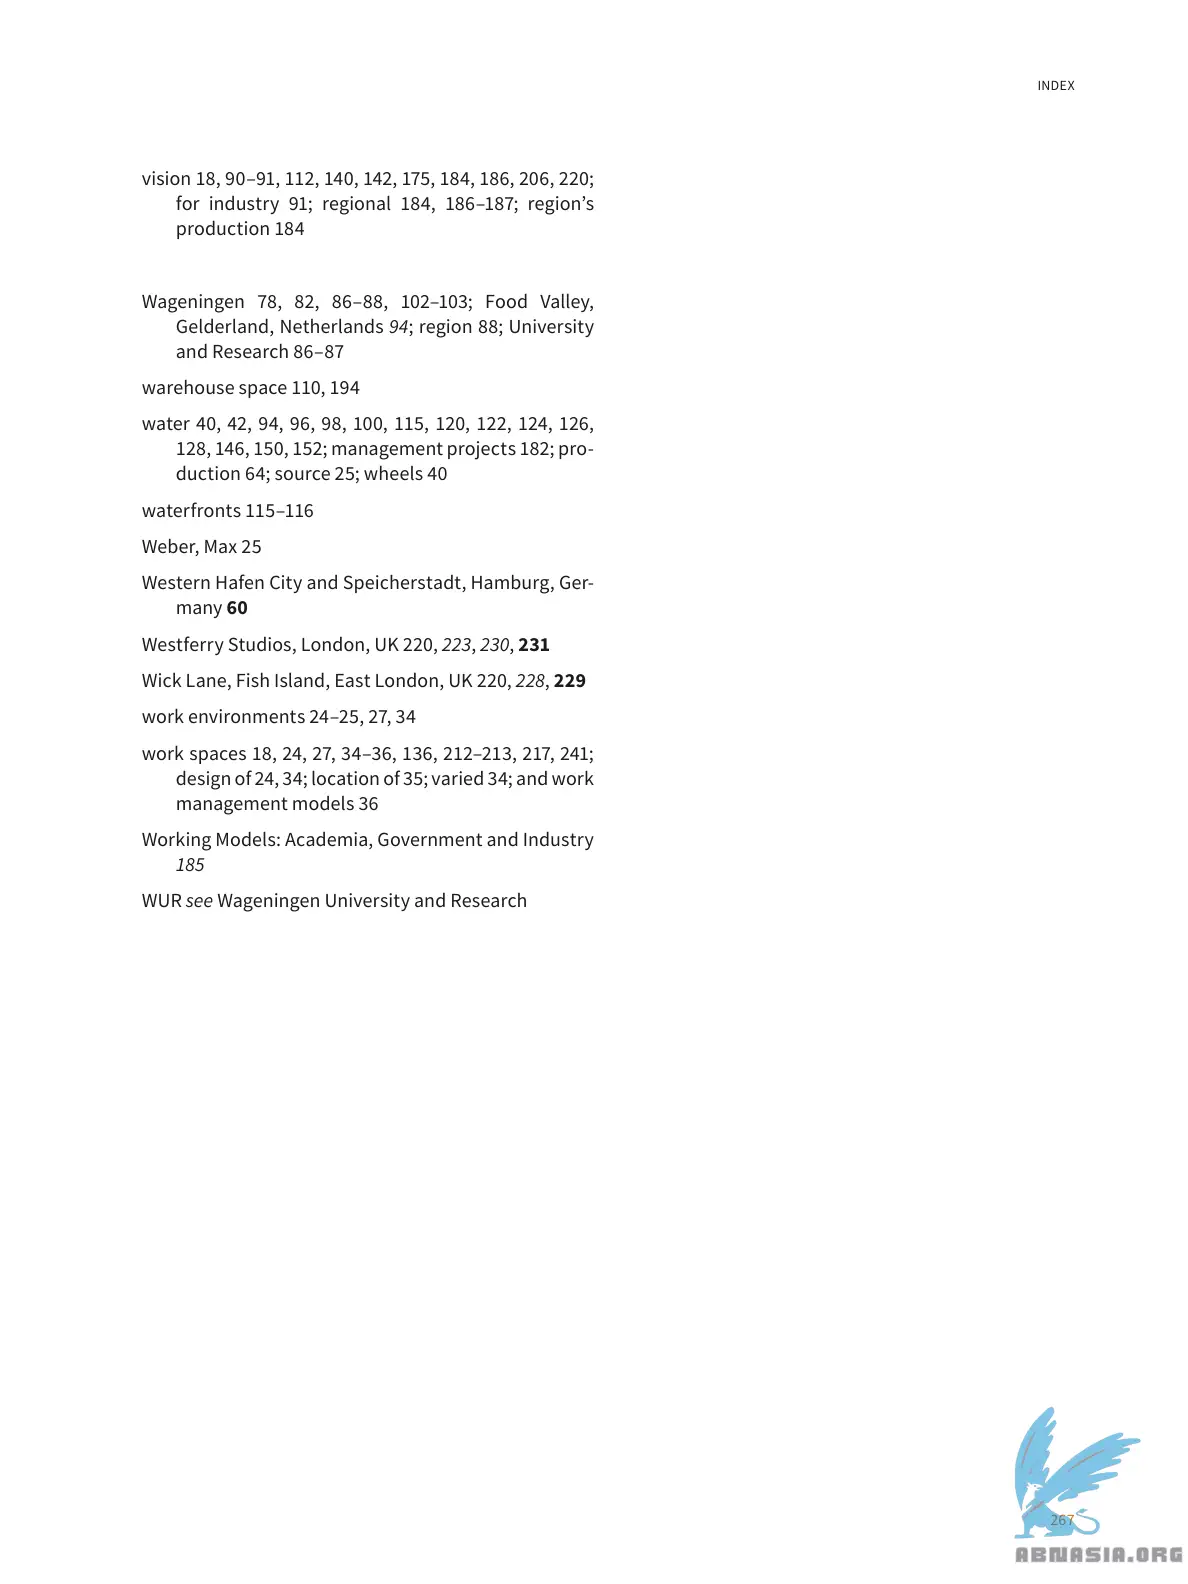 INDEX
vision 18, 90–91, 112, 140, 142, 175, 184, 186, 206, 220;
for industry 91; regional 184, 186–187; region’s
production 184
Wageningen 78, 82, 86–88, 102–103; Food Valley,
Gelderland, Netherlands 94; region 88; University
and Research 86–87
warehouse space 110, 194
water 40, 42, 94, 96, 98, 100, 115, 120, 122, 124, 126,
128, 146, 150, 152; management projects 182; pro-
duction 64; source 25; wheels 40
waterfronts 115–116
Weber, Max 25
Western Hafen City and Speicherstadt, Hamburg, Ger-
many 60
Westferry Studios, London, UK 220, 223, 230, 231
Wick Lane, Fish Island, East London, UK 220, 228, 229
work environments 24–25, 27, 34
work spaces 18, 24, 27, 34–36, 136, 212–213, 217, 241;
design of 24, 34; location of 35; varied 34; and work
management models 36
Working Models: Academia, Government and Industry
185
WUR see Wageningen University and Research
267
ABNASIA.ORG